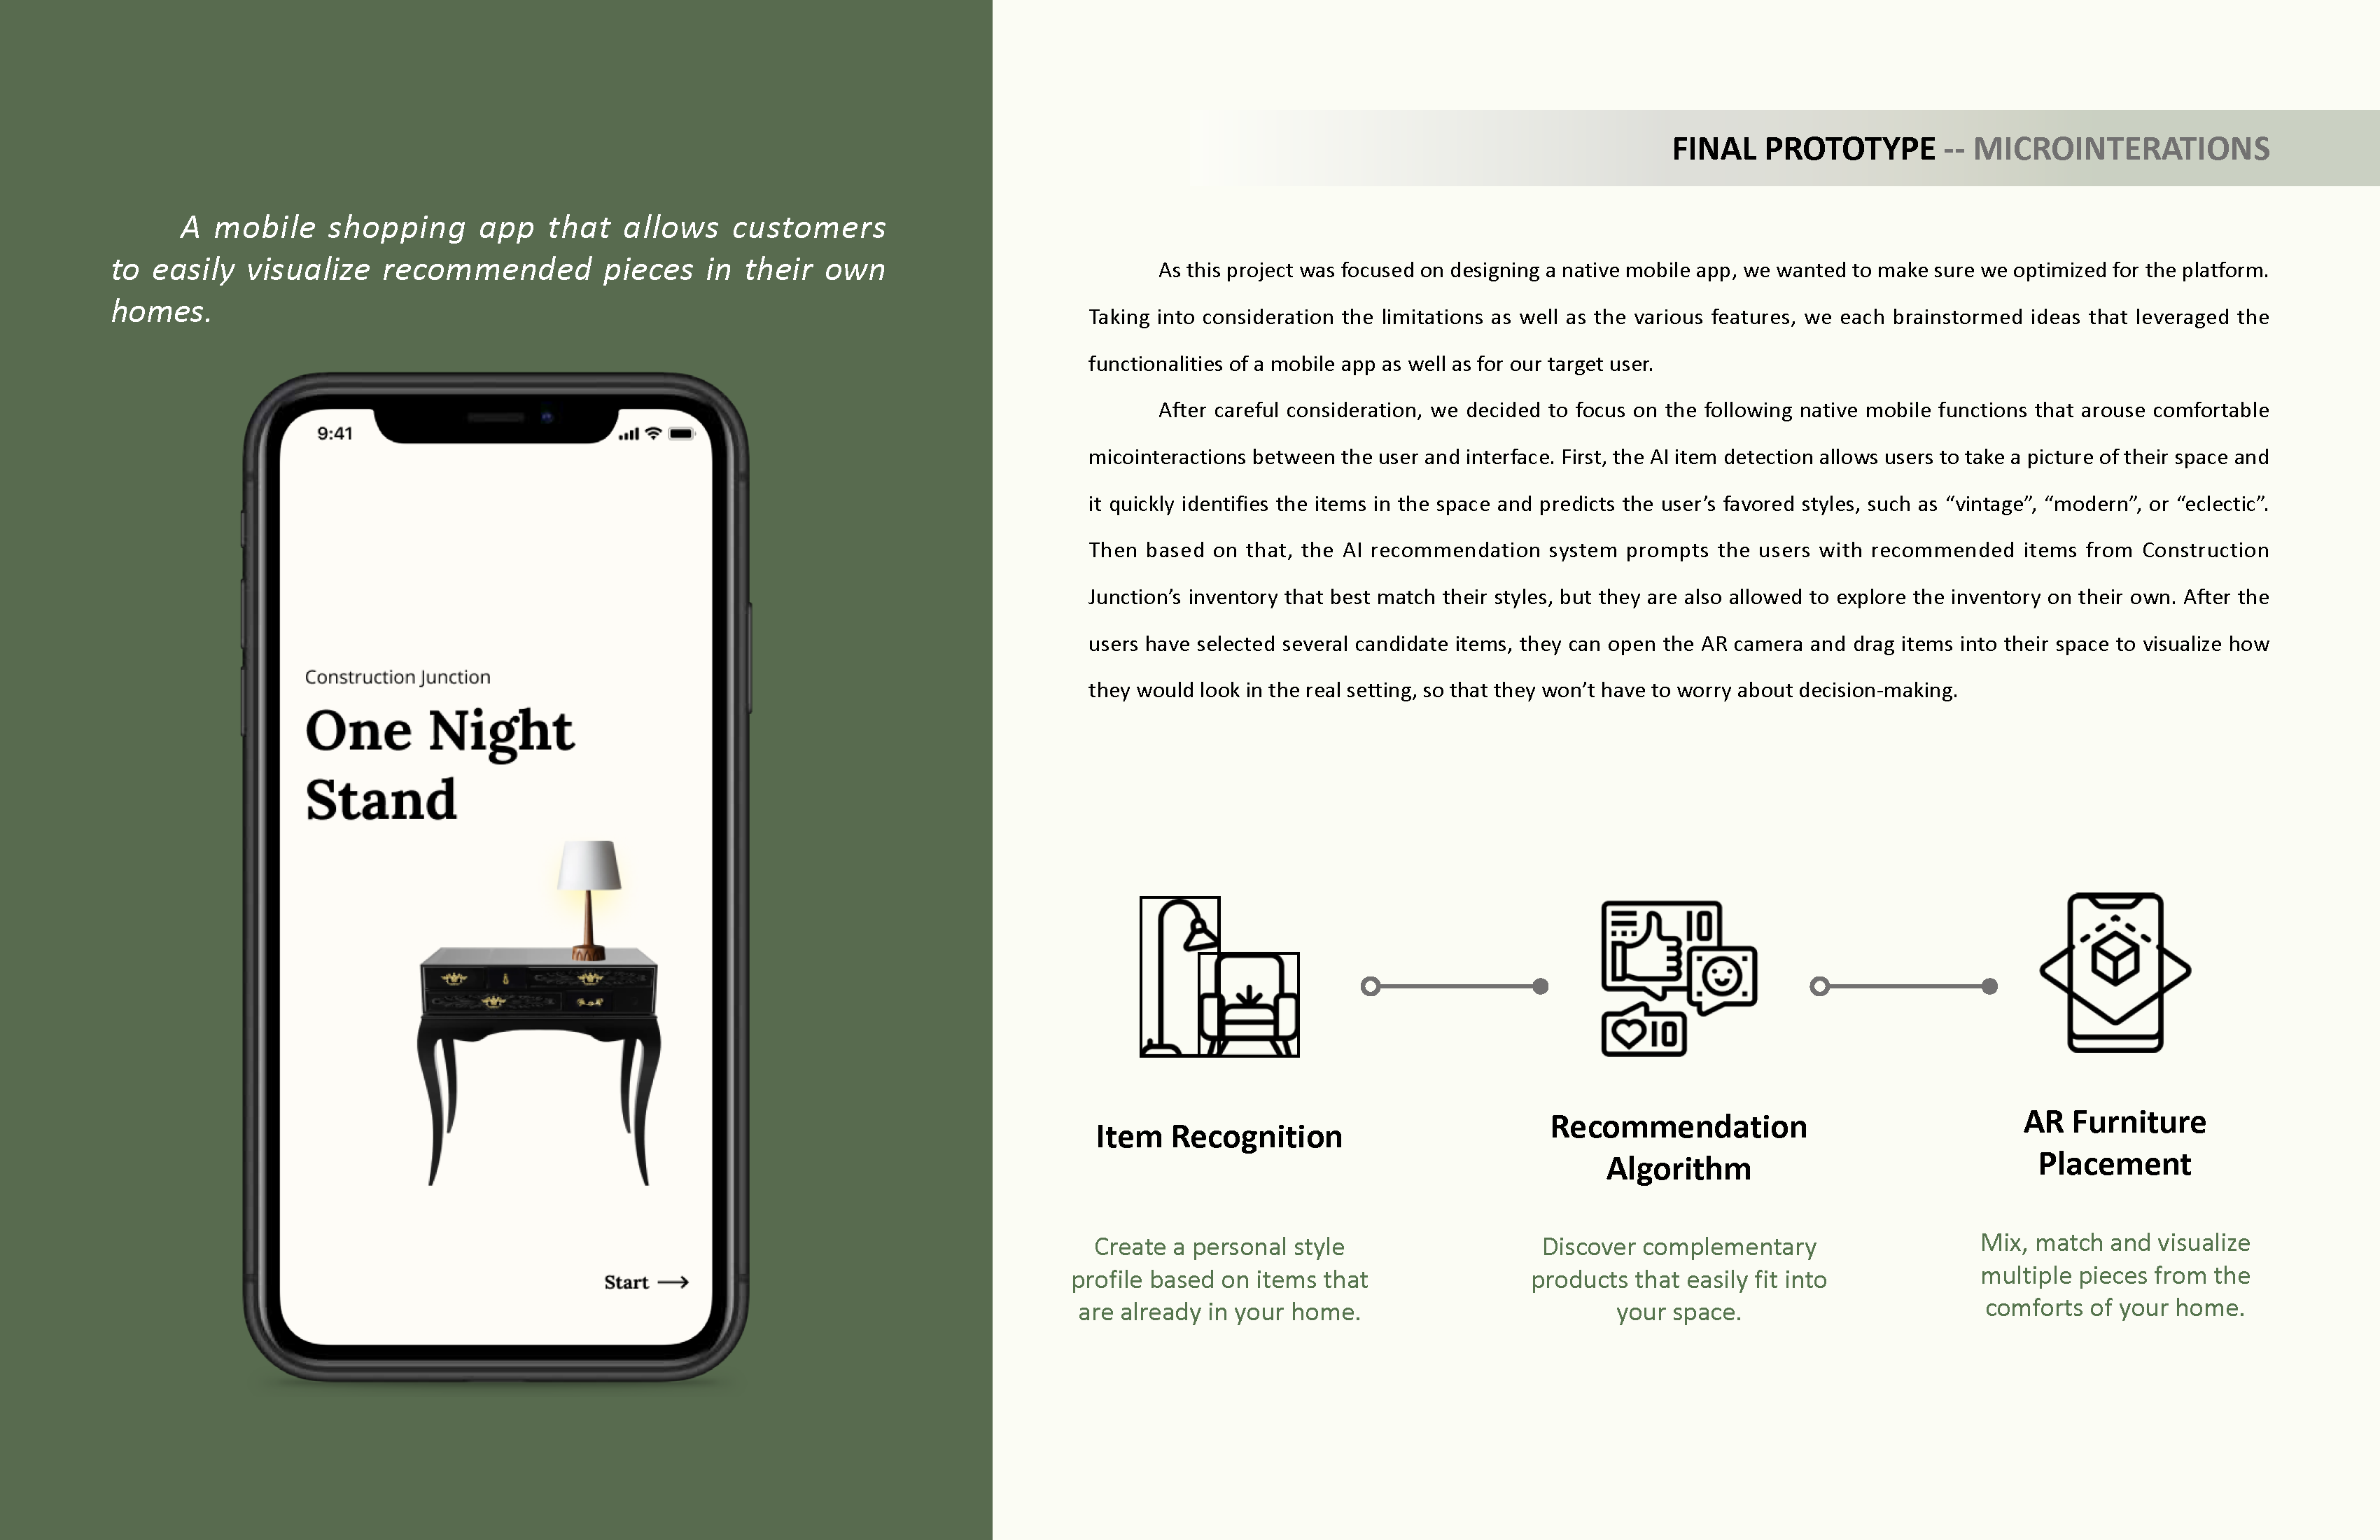 A mobile shopping app that allows customers
to easily visualize recommended pieces in their own
homes.
9:41
Construction Junction
One Night
Stand
Start
FINAL PROTOTYPE -- MICROINTERATIONS
As this project was focused on designing a native mobile app, we wanted to make sure we optimized for the platform.
Taking into consideration the limitations as well as the various features, we each brainstormed ideas that leveraged the
functionalities of a mobile app as well as for our target user.
After careful consideration, we decided to focus on the following native mobile functions that arouse comfortable
micointeractions between the user and interface. First, the AI item detection allows users to take a picture of their space and
it quickly identifies the items in the space and predicts the user’s favored styles, such as “vintage”, “modern”, or “eclectic”.
Then based on that, the AI recommendation system prompts the users with recommended items from Construction
Junction’s inventory that best match their styles, but they are also allowed to explore the inventory on their own. After the
users have selected several candidate items, they can open the AR camera and drag items into their space to visualize how
they would look in the real setting, so that they won’t have to worry about decision-making.
10
10
Item Recognition
Create a personal style
profile based on items that
are already in your home.
Recommendation
Algorithm
Discover complementary
products that easily fit into
your space.
AR Furniture
Placement
Mix, match and visualize
multiple pieces from the
comforts of your home.